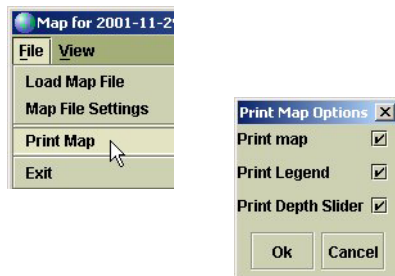 Map for 2001-11-29
File View
Load Map File
Map File Settings
Print Map
Exit
Print Map Options
Print map
Print Legend
Print Depth Slider
Ok Cancel